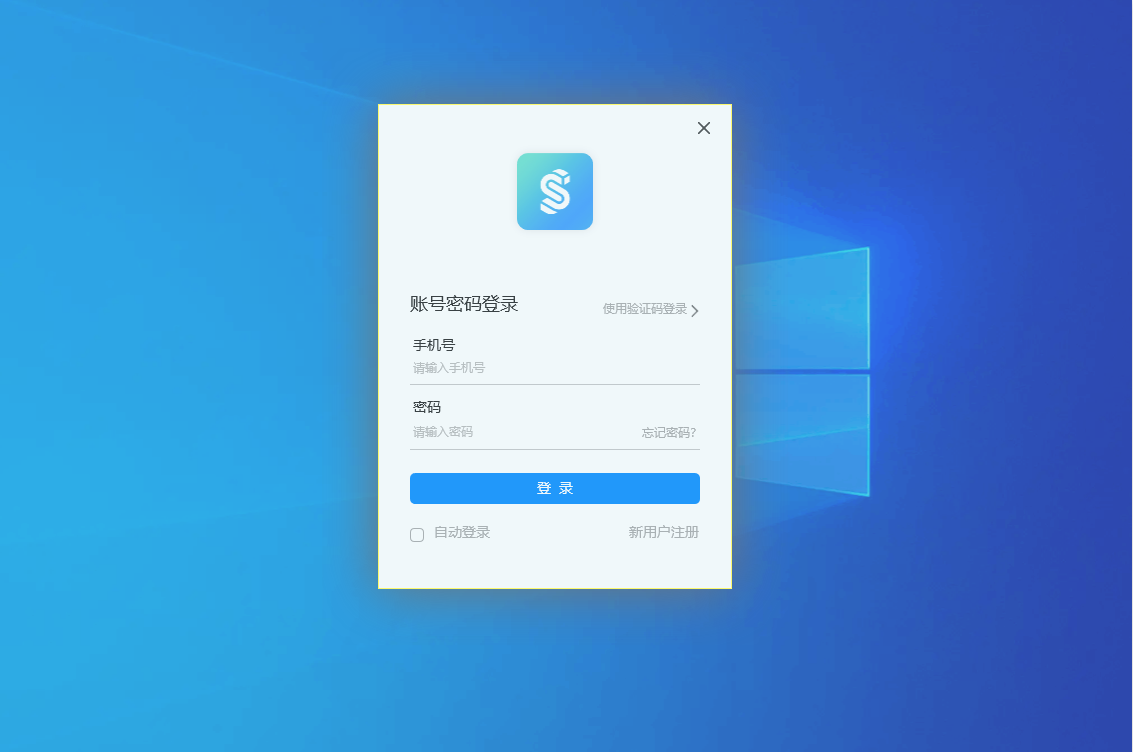 账号密码登录
使用验证码登录
手机号
请输入手机号
密码
请输入密码
忘记密码?
登 录
自动登录
新用户注册